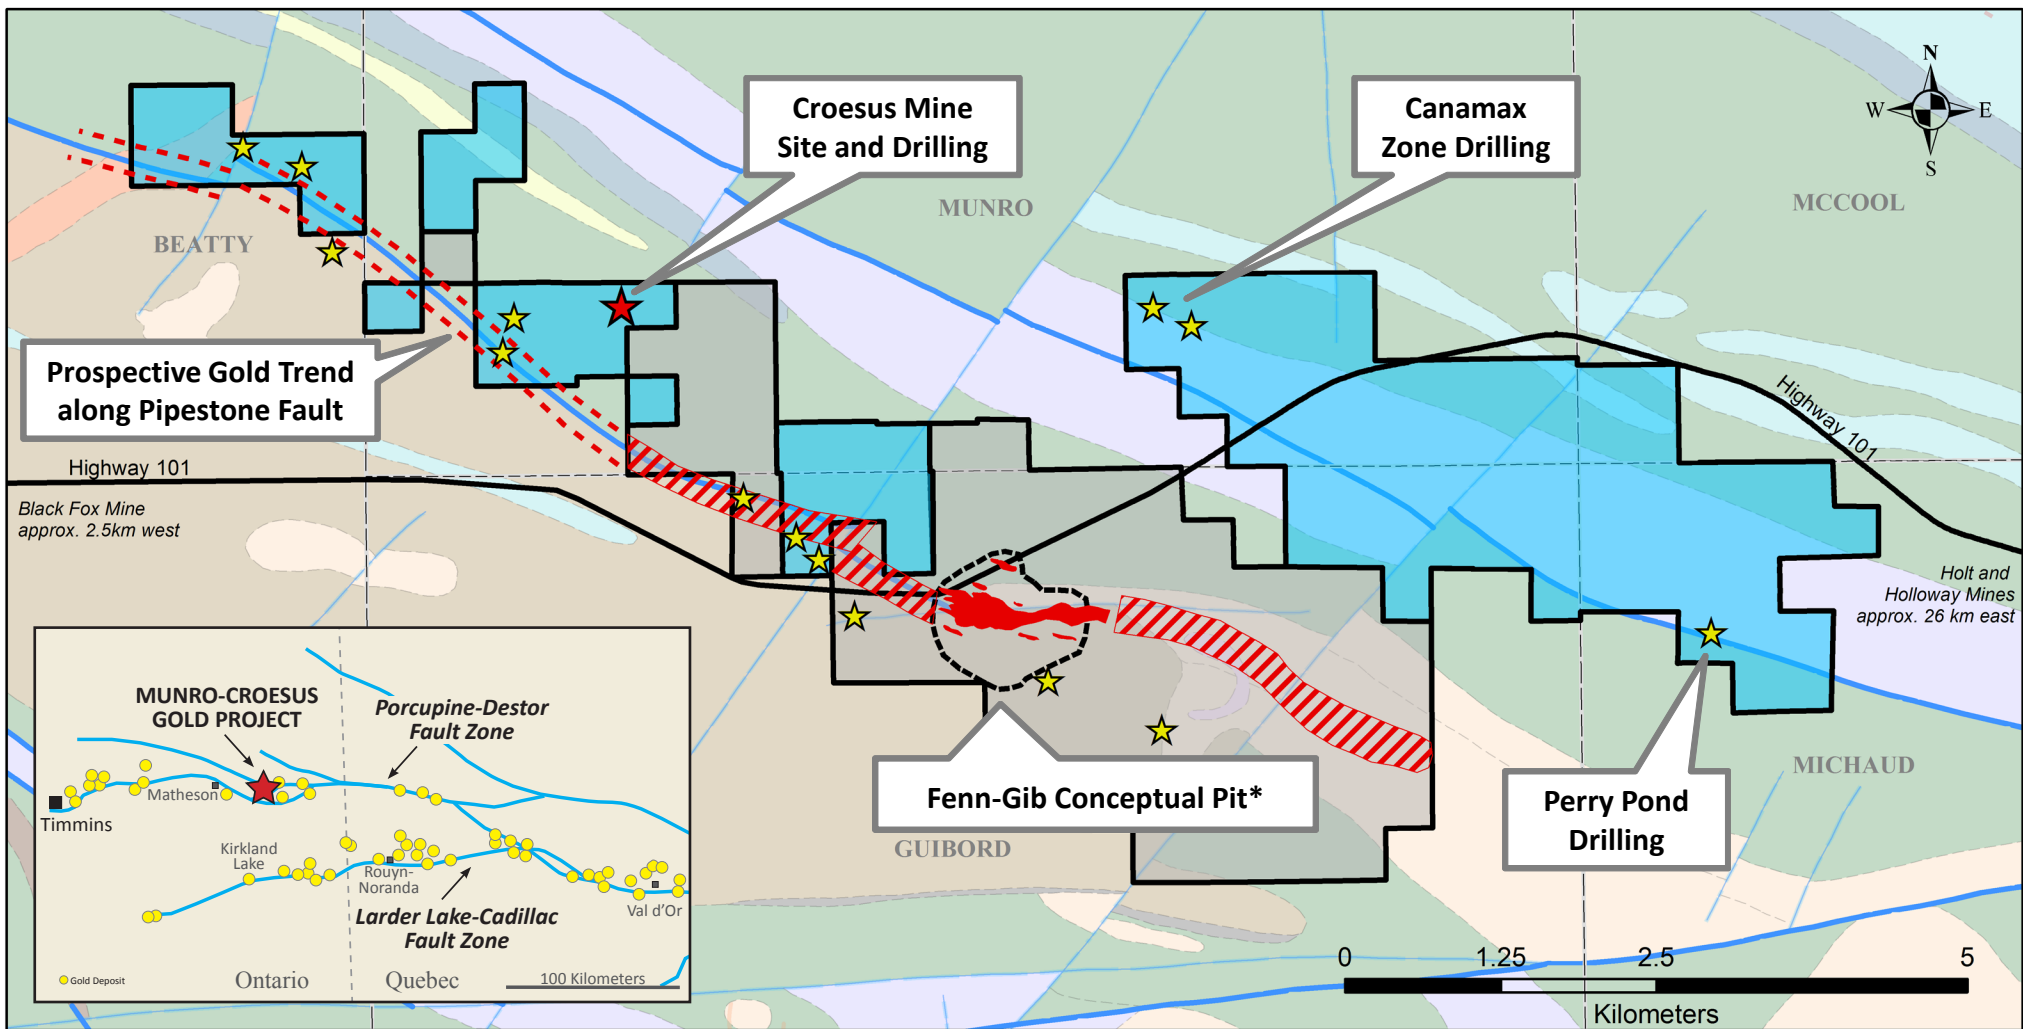 Croesus Mine
Site and Drilling
Canamax
Zone Drilling
N
W
E
S
MUNRO
MCCOOL
BEATTY
Prospective Gold Trend
along Pipestone Fault
Highway 101
Highway 101
Black Fox Mine
approx. 2.5km west
Holt and
Holloway Mines
approx. 26 km east
Fenn-Gib Conceptual Pit*
GUIBORD
MICHAUD
Perry Pond
Drilling
0
1.25
2.5
5
Kilometers
MUNRO-CROESUS
GOLD PROJECT
Porcupine-Destor
Fault Zone
Matheson
Timmins
Kirkland
Lake
Rouyn-
Noranda
Val d'Or
Larder Lake-Cadillac
Fault Zone
Gold Deposit
Ontario
Quebec
100 Kilometers